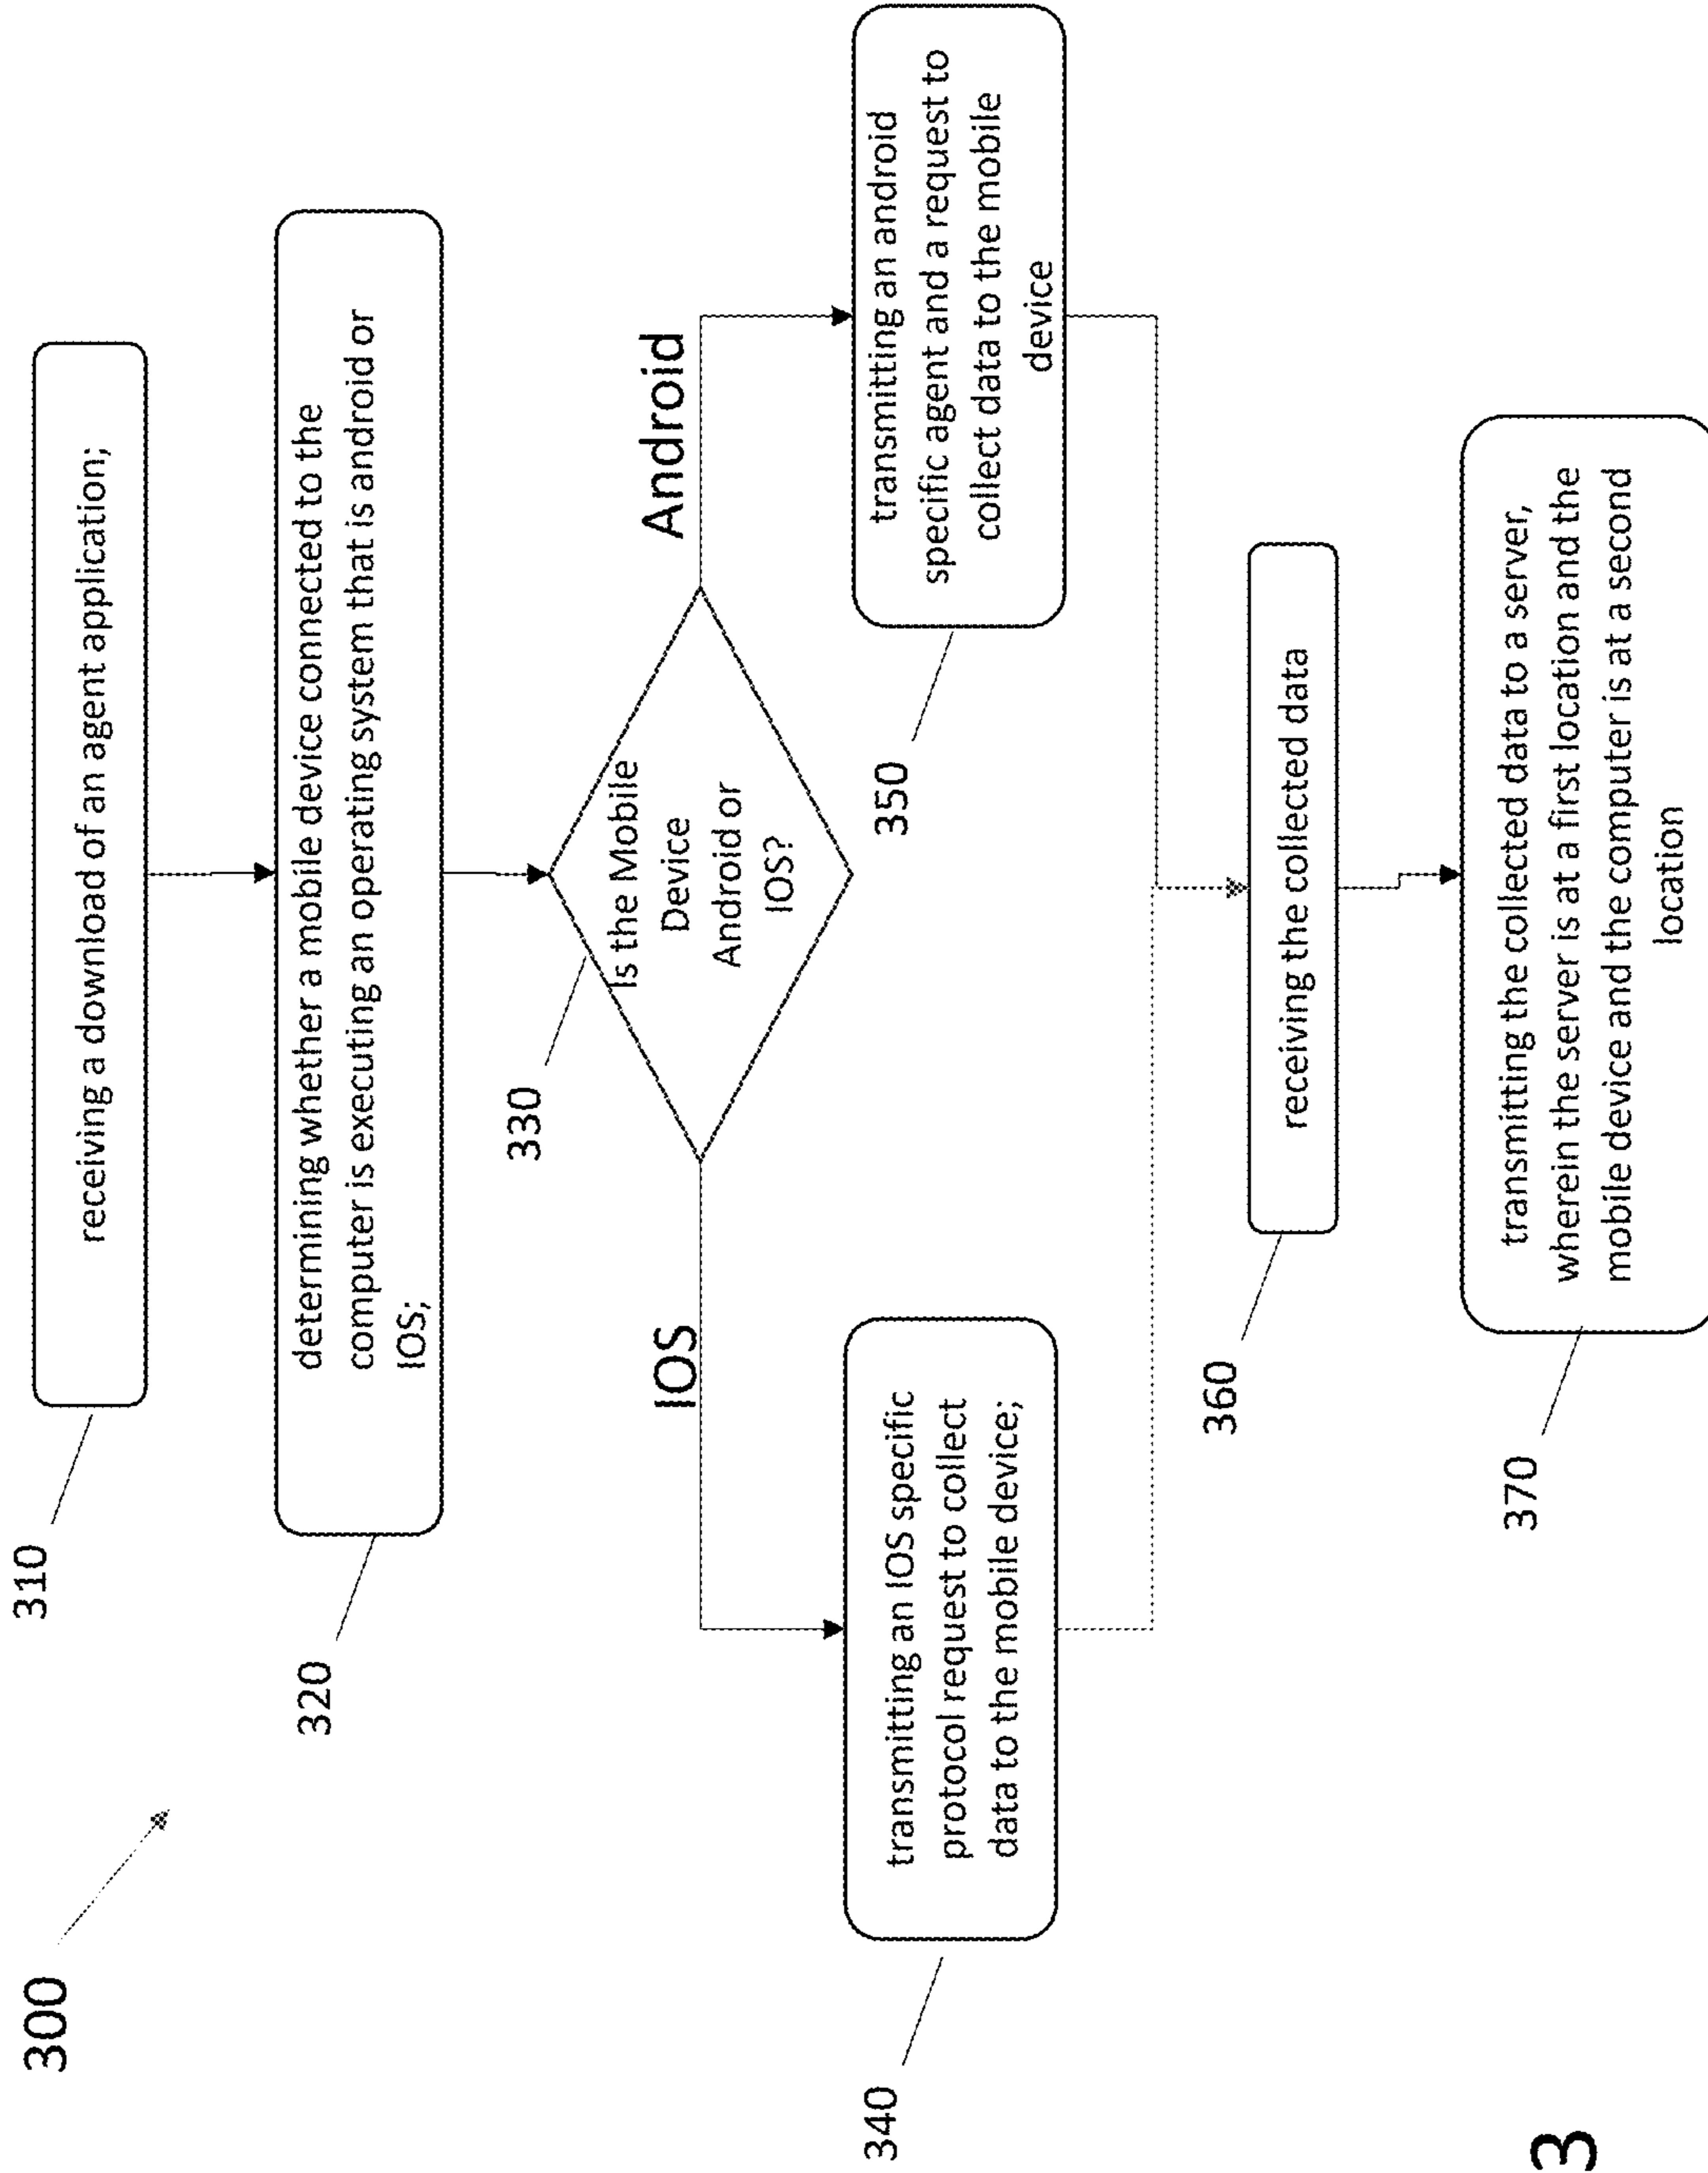 300
310
receiving a download of an agent application;
320
determining whether a mobile device connected to the
computer is executing an operating system that is android or
IOS;
330
Is the Mobile
Device
Android or
IOS?
IOS
Android
340
transmitting an IOS specific
protocol request to collect
data to the mobile device;
350
transmitting an android
specific agent and a request to
collect data to the mobile
device
360
receiving the collected data
370
transmitting the collected data to a server,
wherein the server is at a first location and the
mobile device and the computer is at a second
location
3